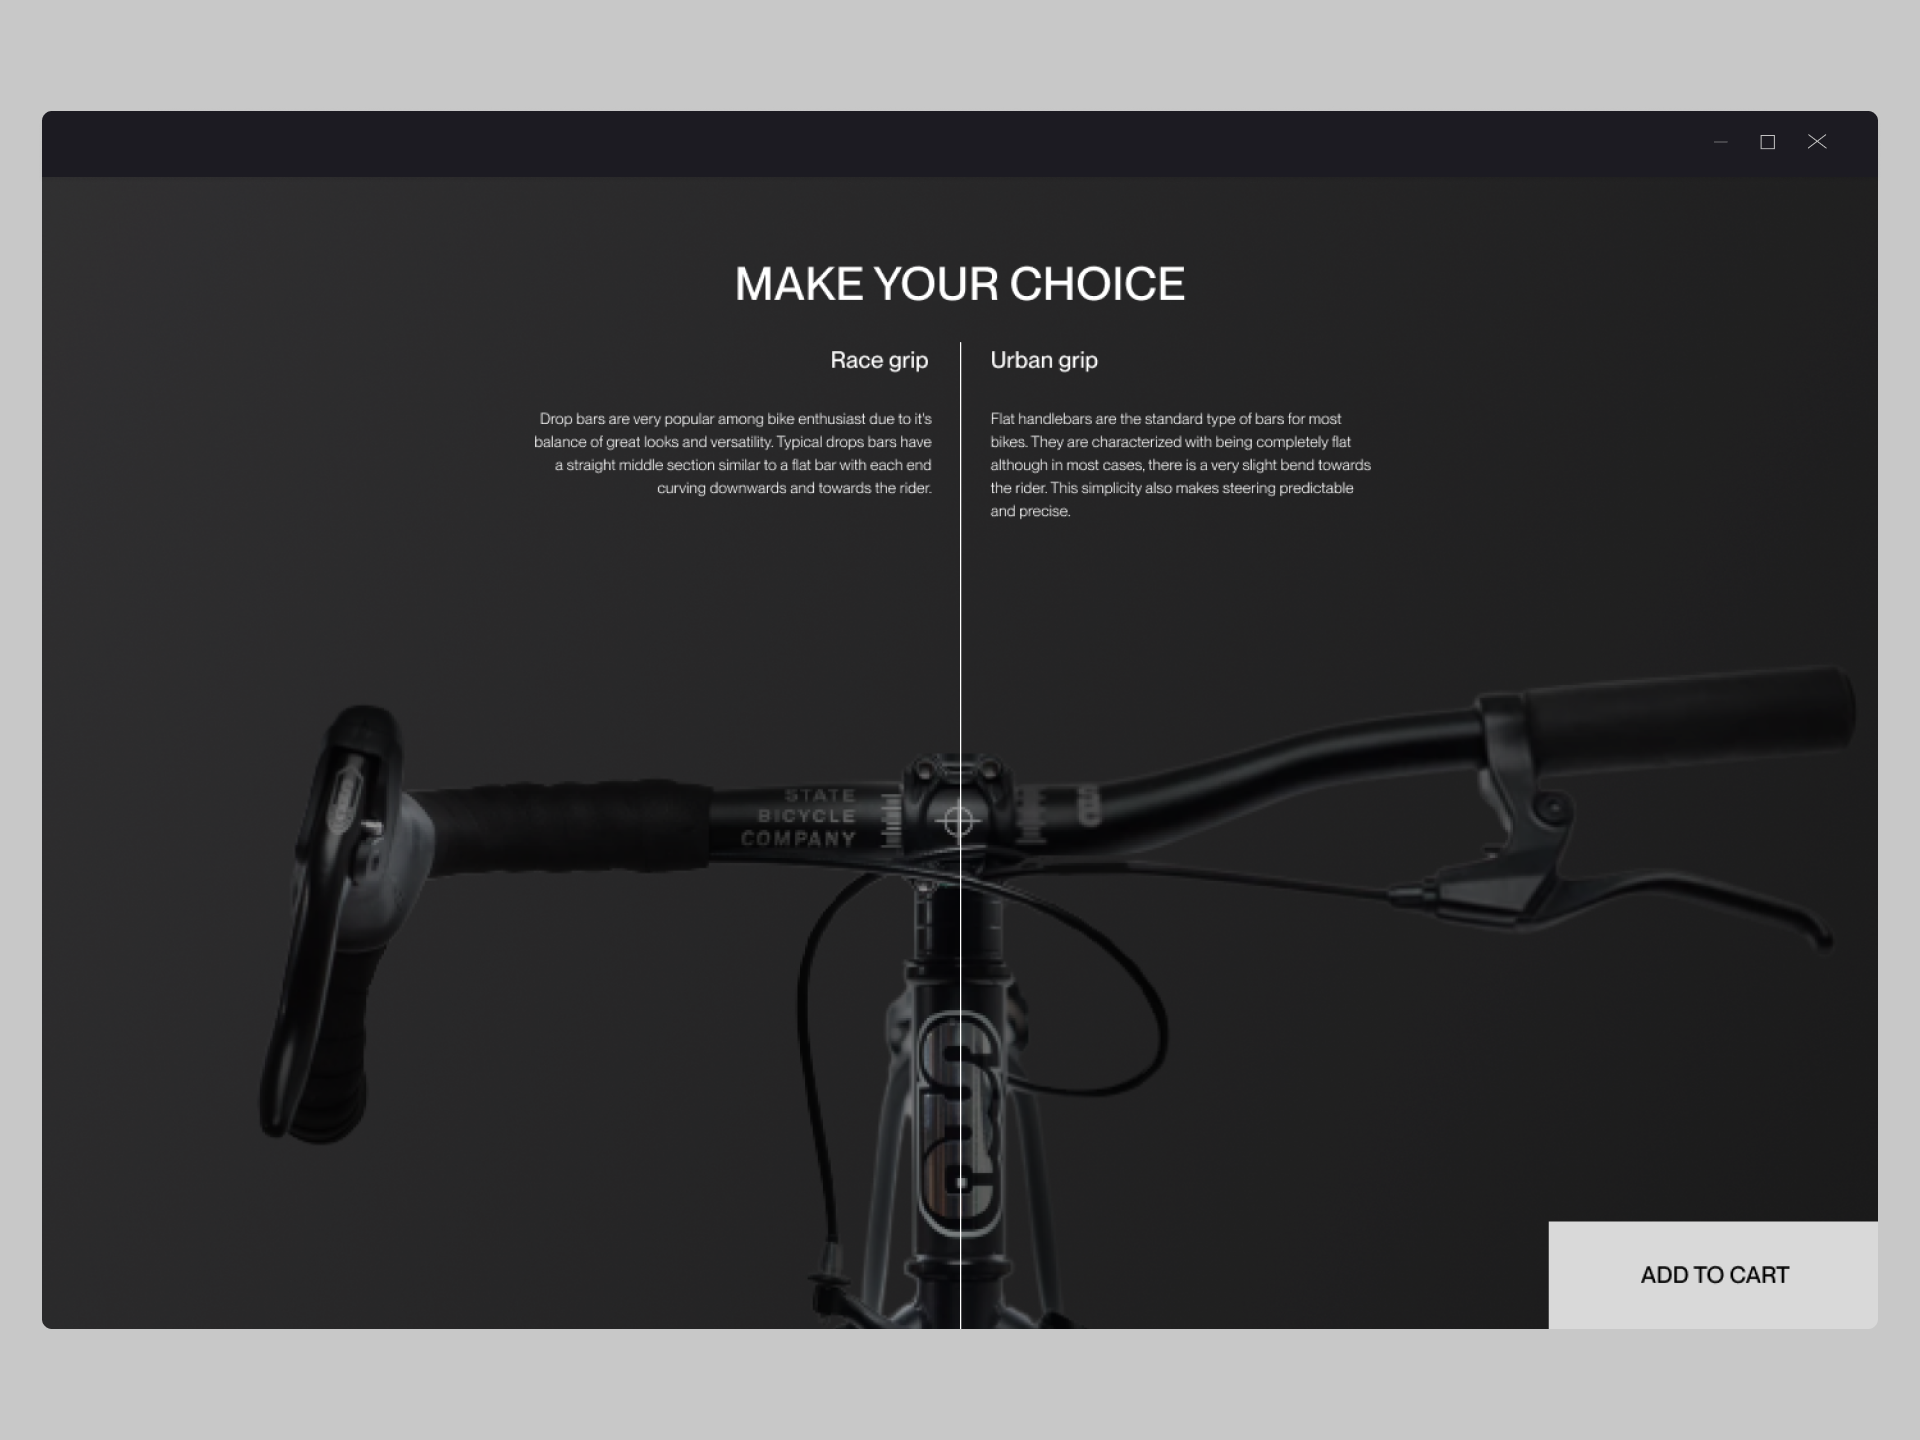 MAKE YOUR CHOICE
Race grip
Drop bars are very popular among bike enthusiast due to it's
balance of great looks and versatility. Typical drops bars have
a straight middle section similar to a flat bar with each end
curving downwards and towards the rider.
Urban grip
Flat handlebars are the standard type of bars for most
bikes. They are characterized with being completely flat
although in most cases, there is a very slight bend towards
the rider. This simplicity also makes steering predictable
and precise.
STATE
BICYCLE
COMPANY
ADD TO CART